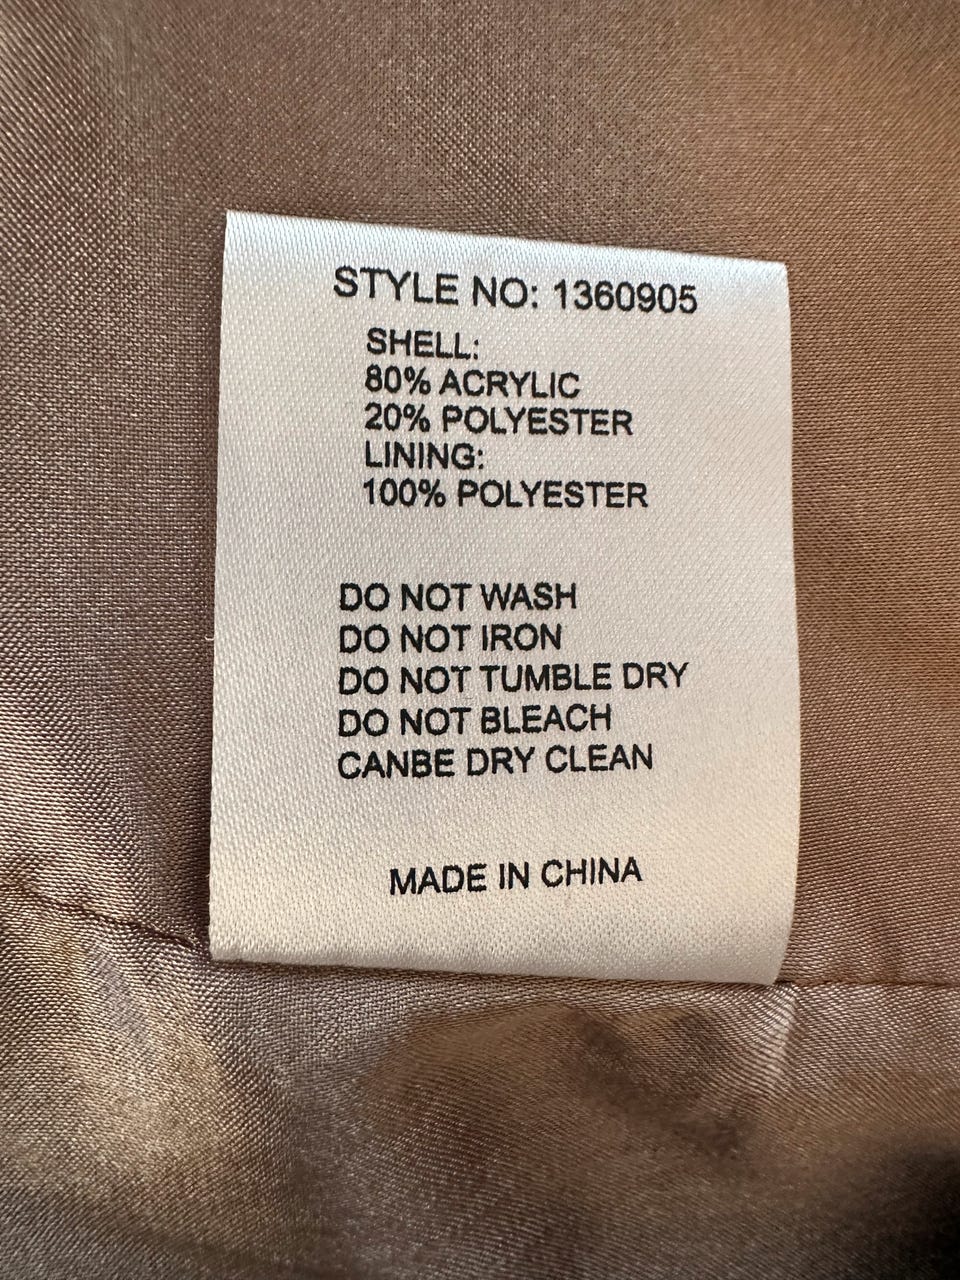 STYLE NO: 1360905
SHELL:
80% ACRYLIC
20% POLYESTER
LINING:
100% POLYESTER
DO NOT WASH
DO NOT IRON
DO NOT TUMBLE DRY
DO NOT BLEACH
CANBE DRY CLEAN
MADE IN CHINA